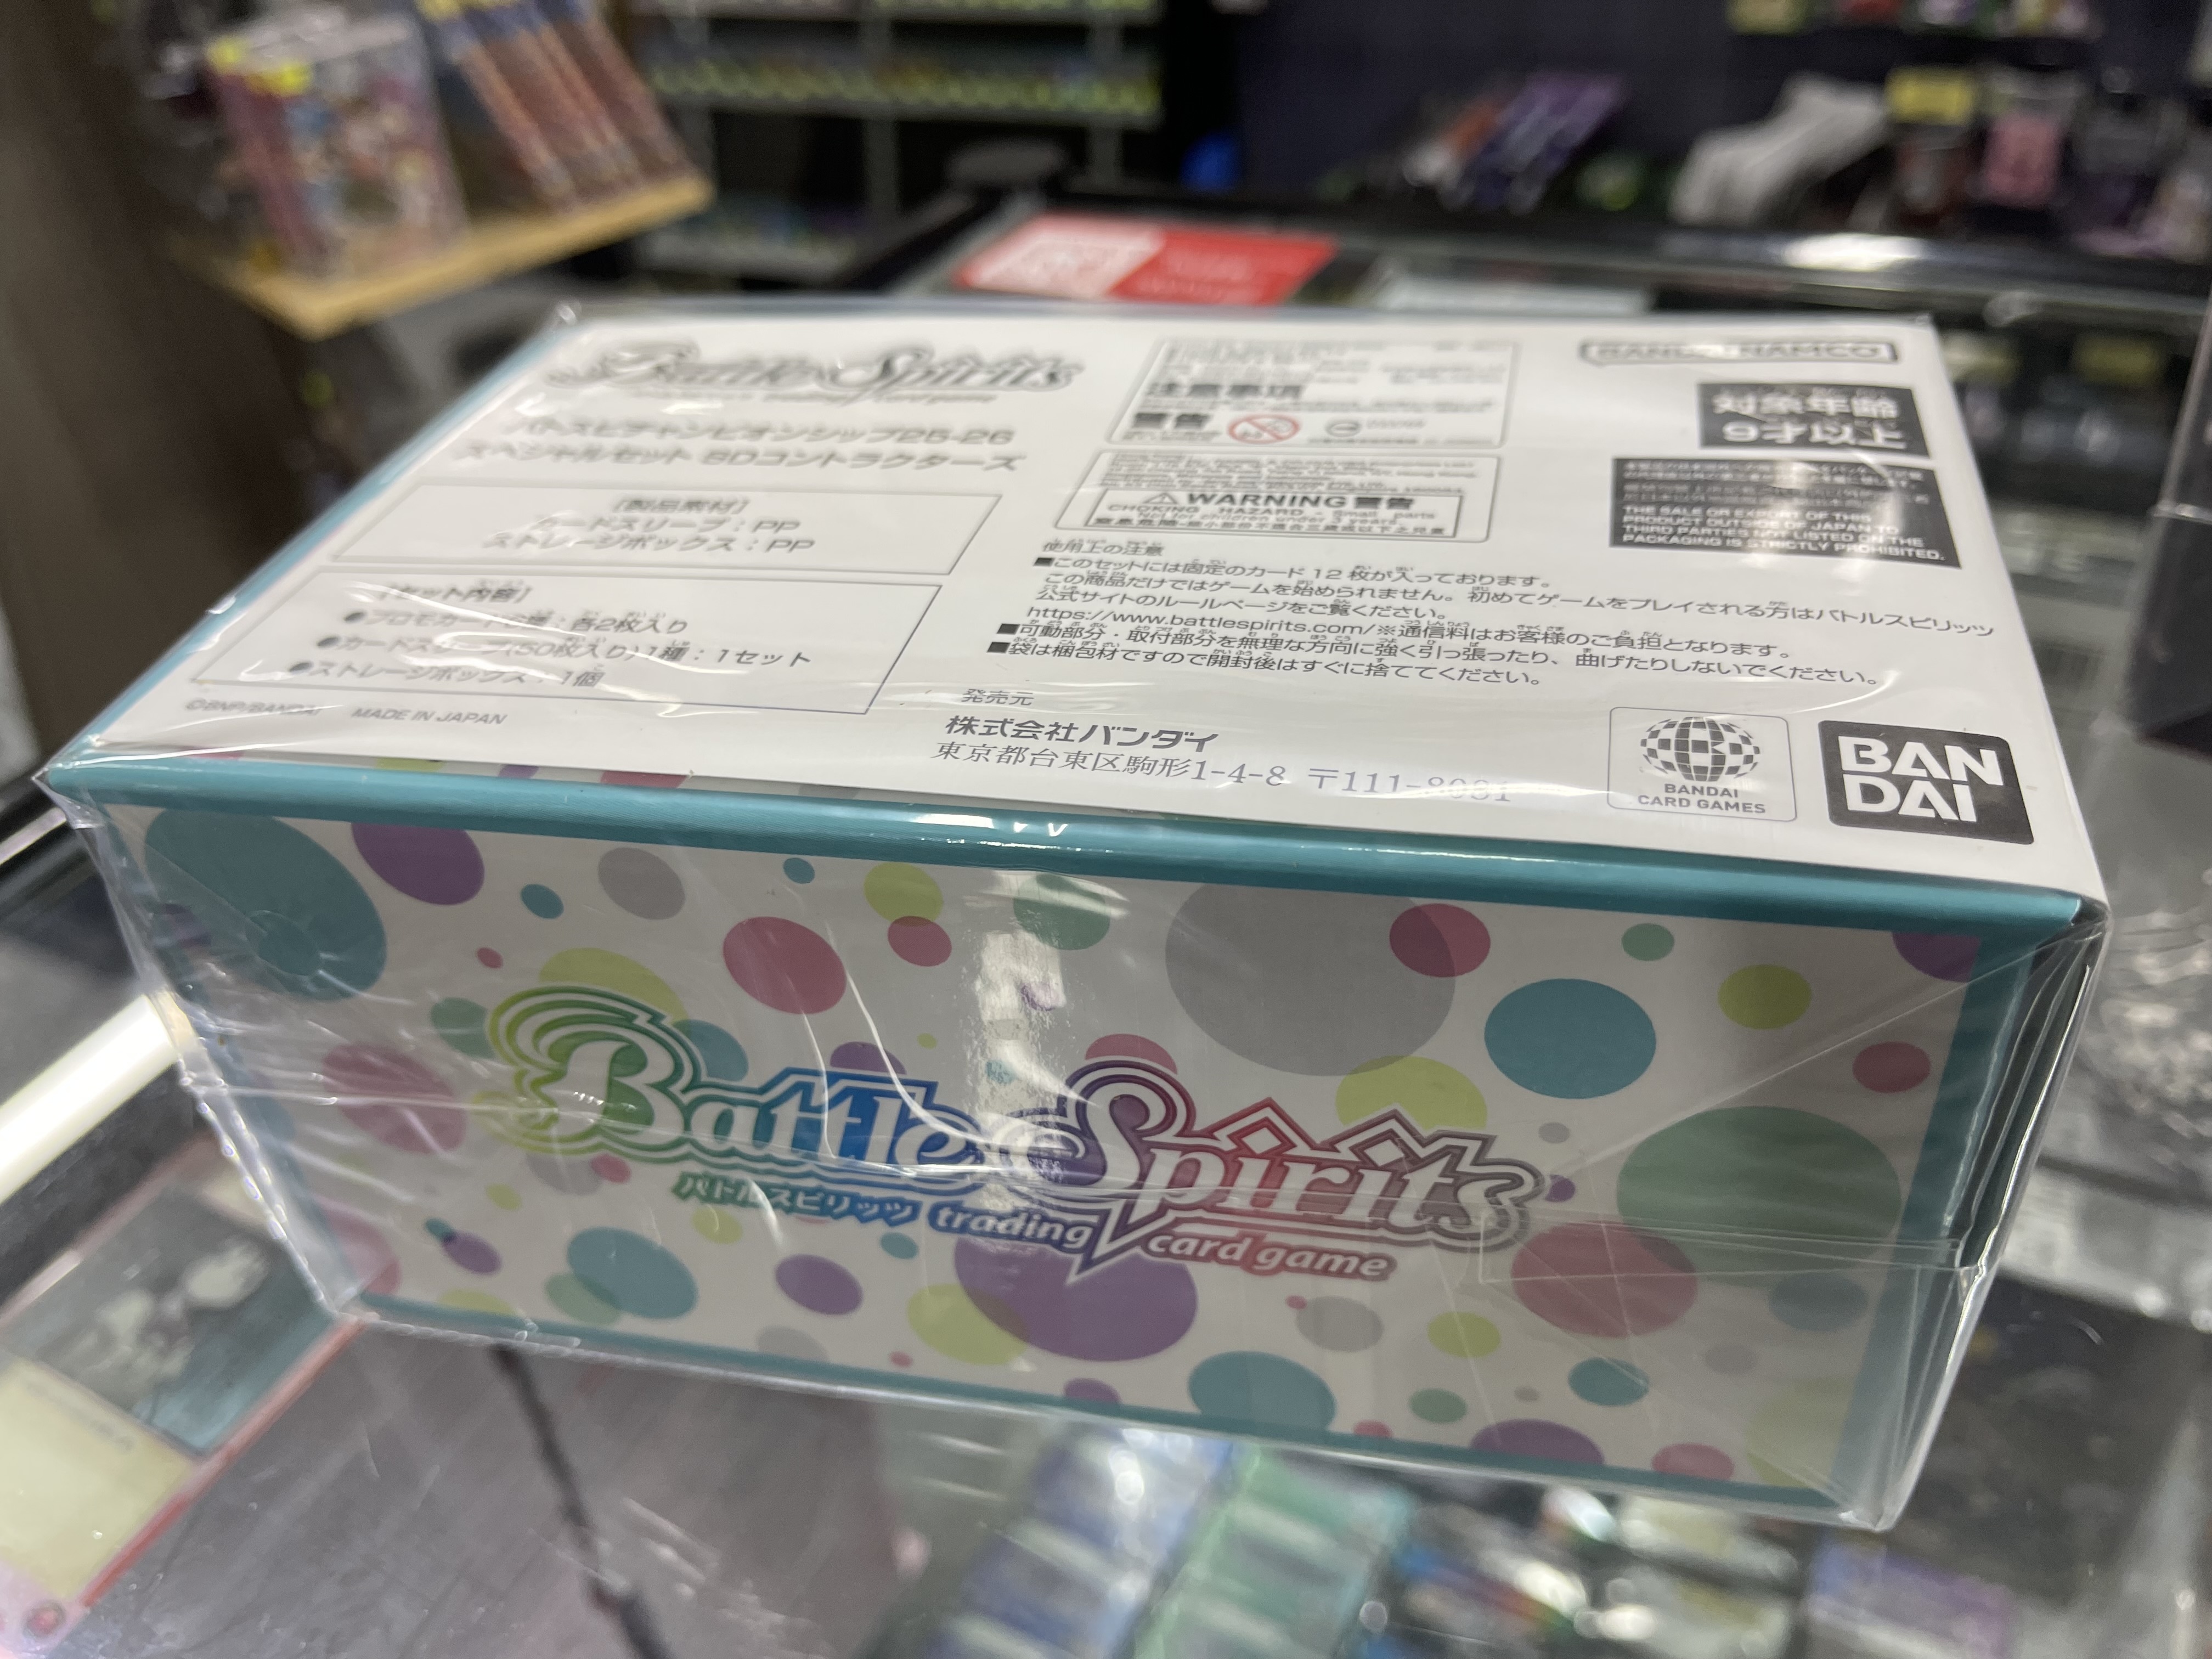 Battle Spirits
バトスピチャンピオンシップ25-26
スペシャルセット SDコントラクターズ
[製品素材]
カードスリーブ：PP
ストレージボックス：PP
[セット内容]
●プロモカード 種：各2枚入り
●カードスリーブ(50枚入り)1種：1セット
●ストレージボックス：1個
©BNP/BANDAI MADE IN JAPAN
注意事項
警告
WARNING 警告
CHOKING HAZARD - Small parts
Not for children under 3 years
使用上の注意
■このセットには固定のカード12枚が入っております。
この商品だけではゲームを始められません。初めてゲームをプレイされる方はバトルスピリッツ
公式サイトのルールページをご覧ください。
https://www.battlespirits.com/※通信料はお客様のご負担となります。
■可動部分・取付部分を無理な方向に強く引っ張ったり、曲げたりしないでください。
■袋は梱包材ですので開封後はすぐに捨ててください。
発売元
株式会社バンダイ
東京都台東区駒形1-4-8 〒111-8081
BANDAI NAMCO
対象年齢
9才以上
THE SALE OR EXPORT OF THIS
PRODUCT OUTSIDE OF JAPAN TO
THIRD PARTIES NOT LISTED ON THE
PACKAGING IS STRICTLY PROHIBITED.
BANDAI
CARD GAMES
BAN
DAI
Battle Spirits
バトルスピリッツ trading card game